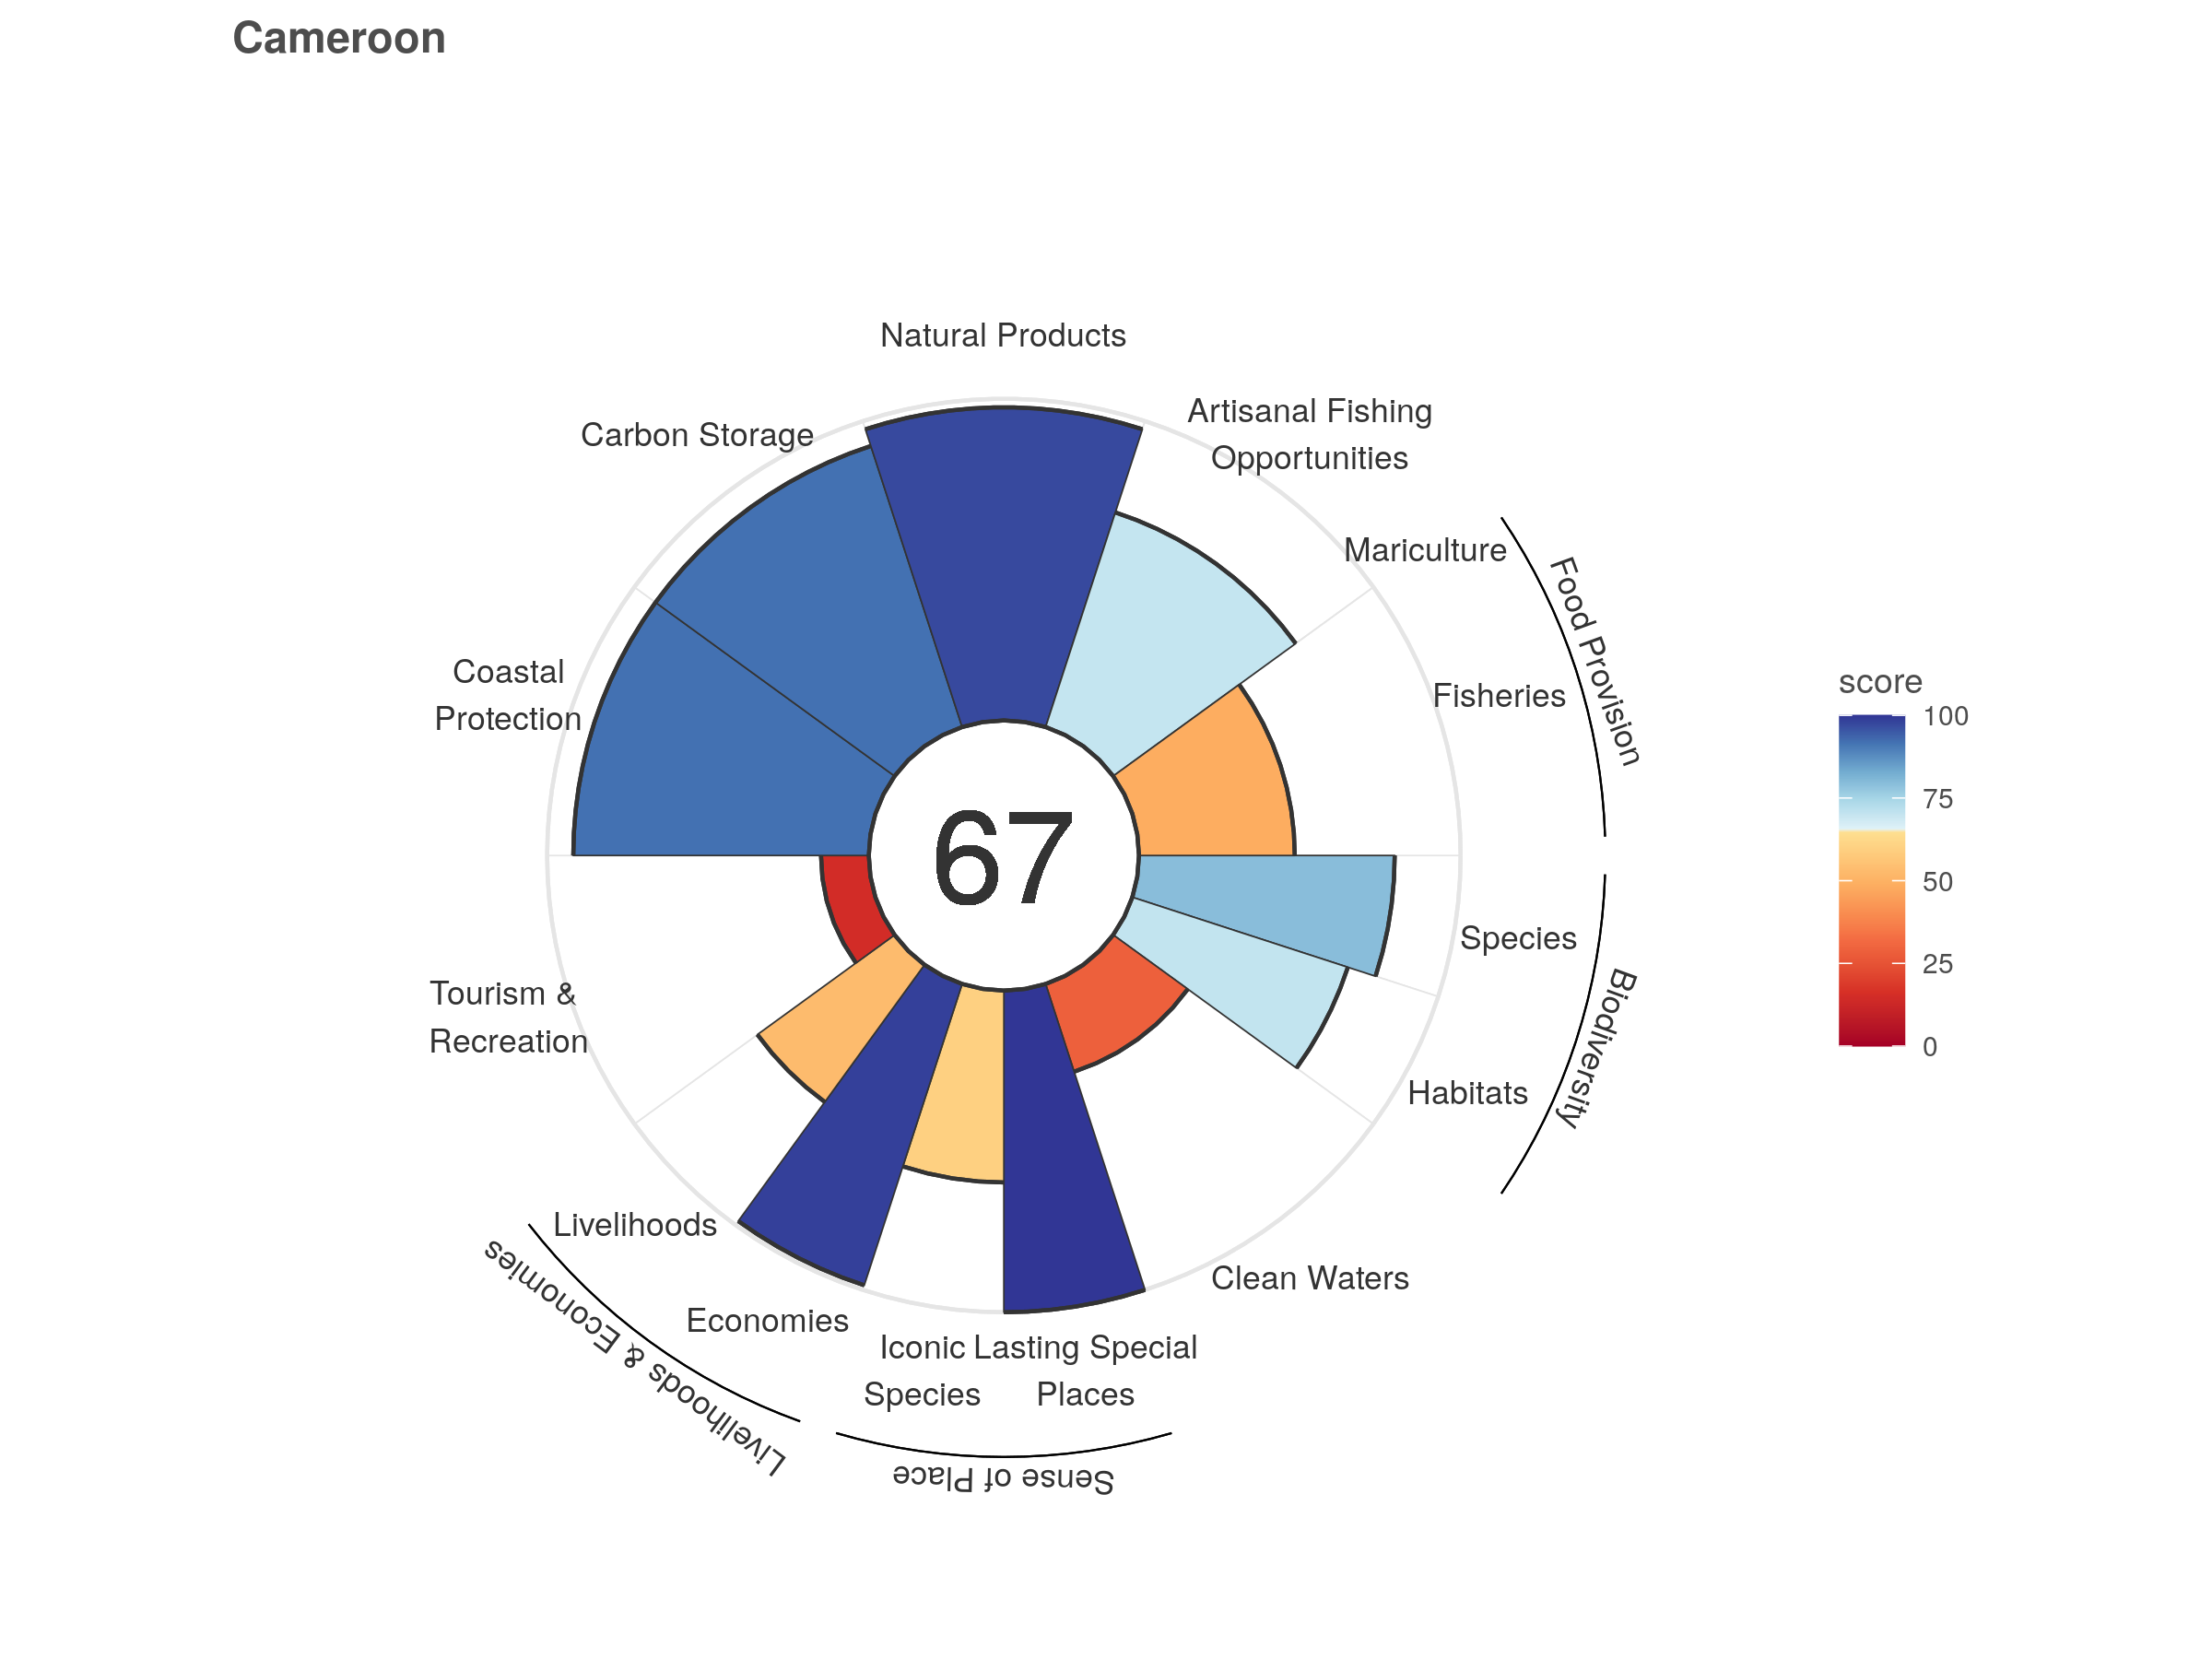 Cameroon
Natural Products
Artisanal Fishing
Opportunities
Carbon Storage
Mariculture
Food Provision
Fisheries
Coastal
Protection
67
Species
Biodiversity
Habitats
Tourism &
Recreation
Livelihoods
Economies
Livelihoods & Economies
Clean Waters
Iconic
Species
Lasting Special
Places
Sense of Place
score
100
75
50
25
0